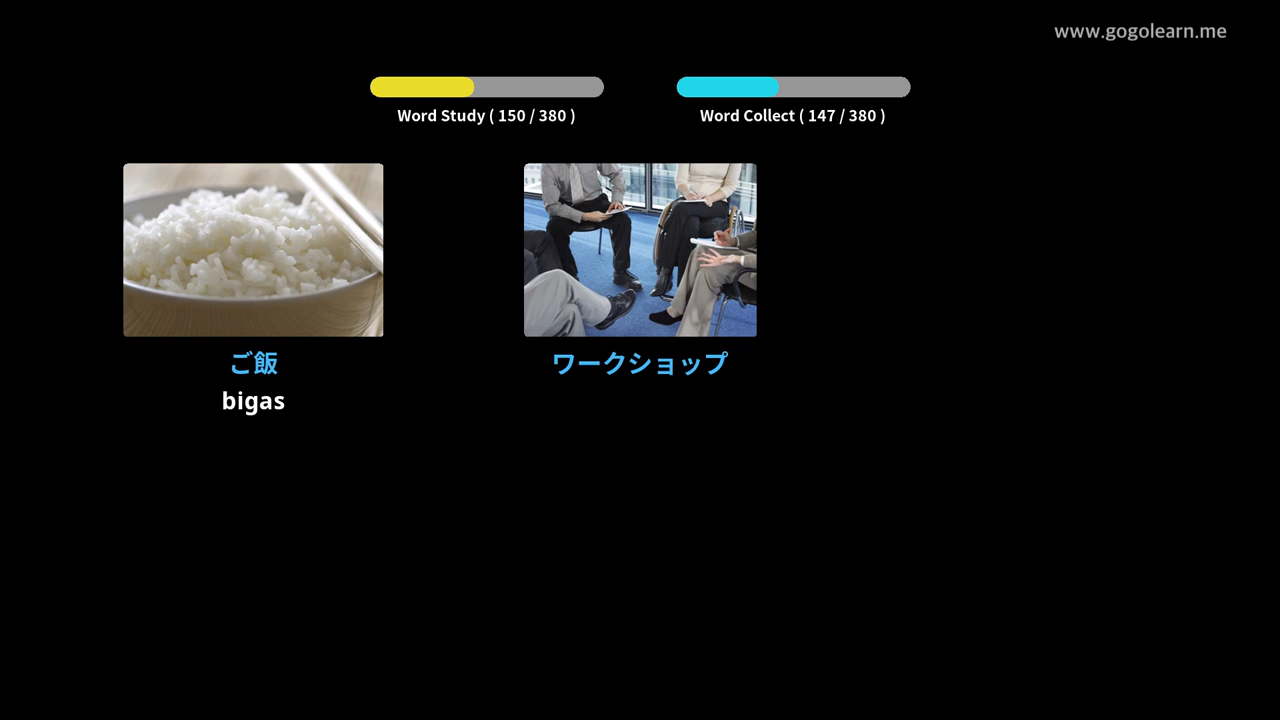 www.gogolearn.me
Word Study ( 150 / 380 )
Word Collect ( 147 / 380 )
ご飯
bigas
ワークショップ